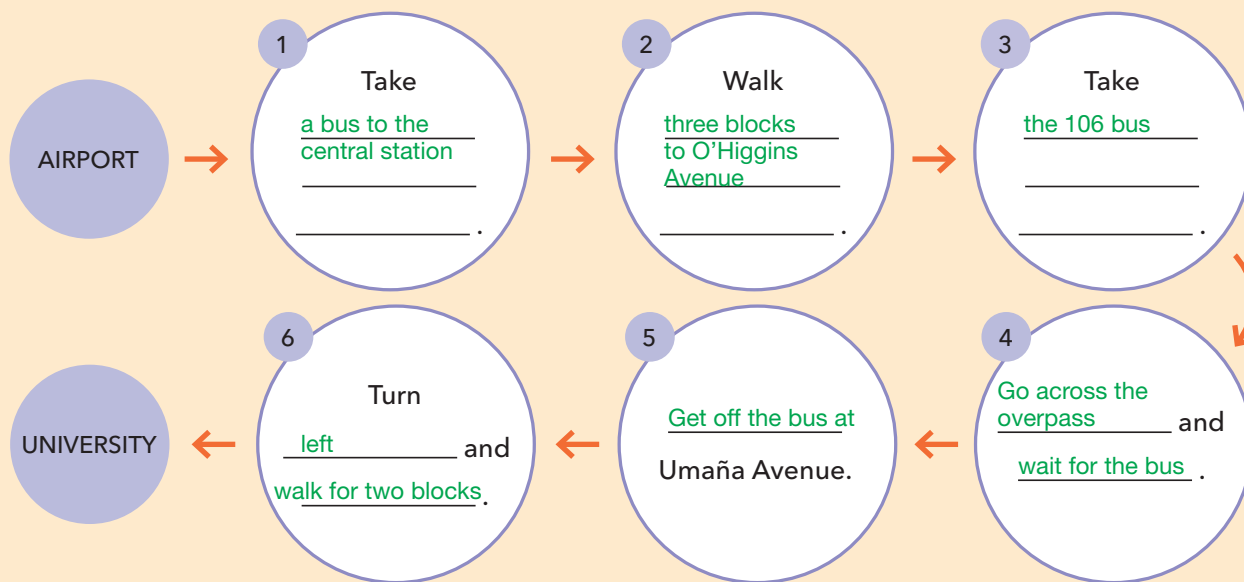 AIRPORT
1
Take
a bus to the
central station
.
2
Walk
three blocks
to O’Higgins
Avenue
.
3
Take
the 106 bus
.
4
Go across the
overpass and
wait for the bus .
5
Get off the bus at
Umaña Avenue.
6
Turn
left and
walk for two blocks.
UNIVERSITY